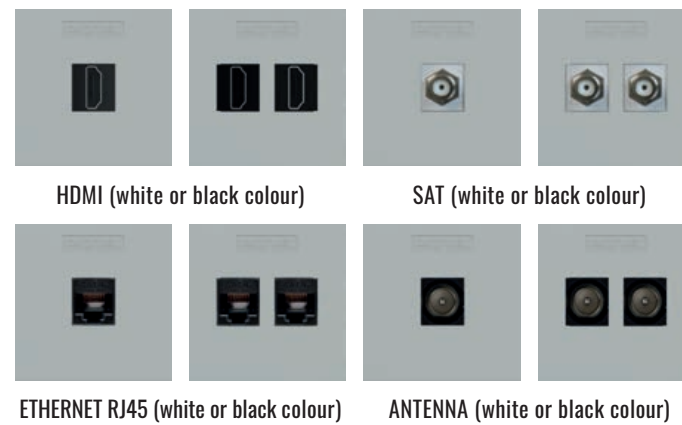 HDMI (white or black colour)
SAT (white or black colour)
ETHERNET RJ45 (white or black colour)
ANTENNA (white or black colour)